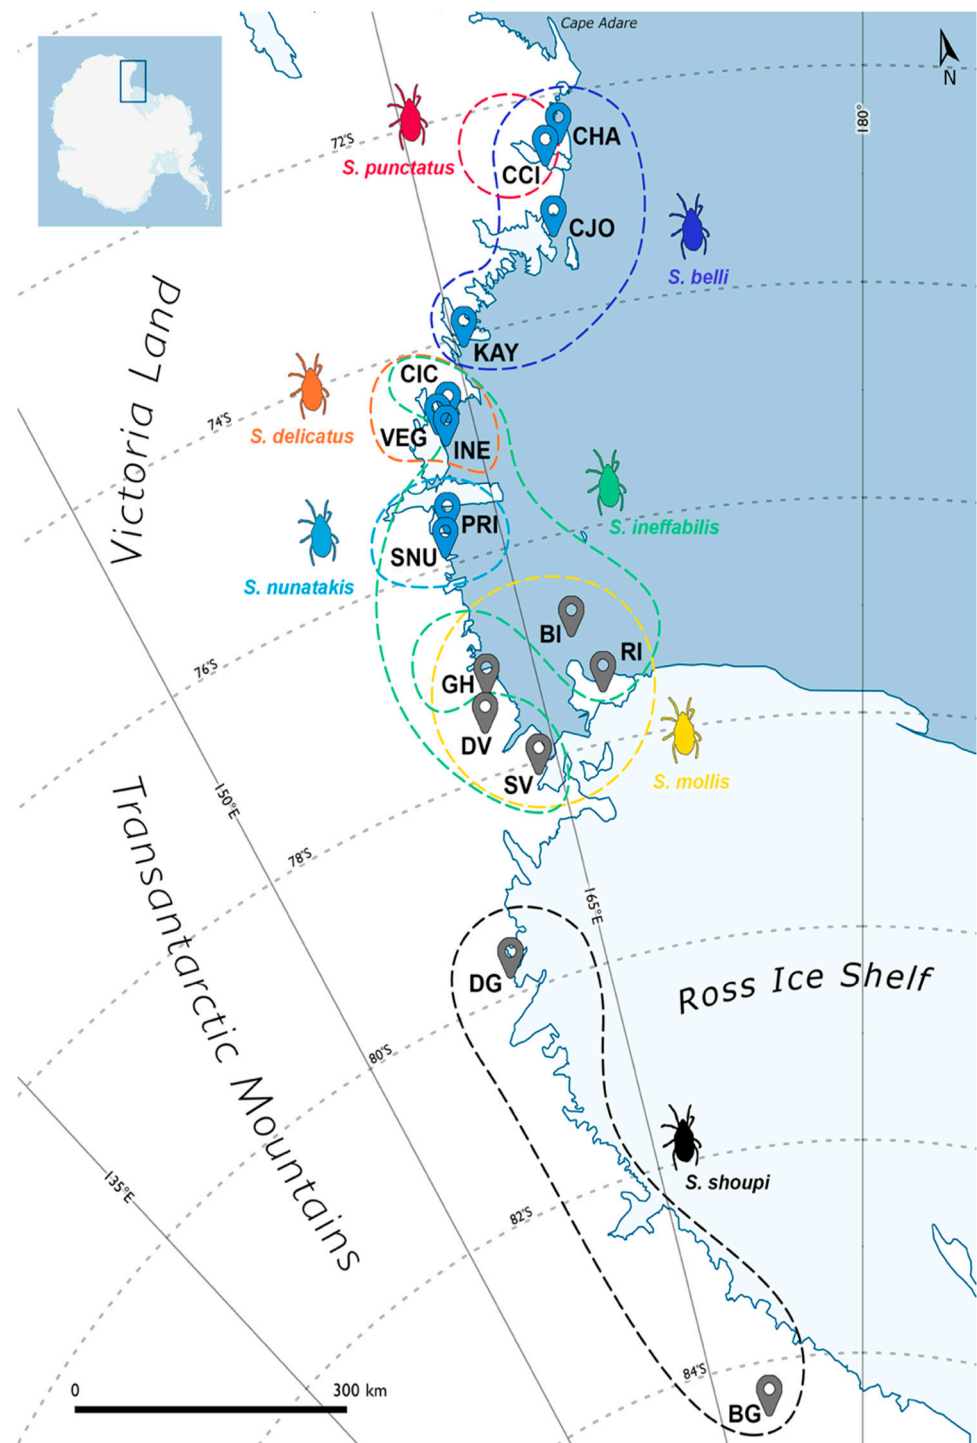 Cape Adare
N
180°
72°S
S. punctatus
CHA
CCI
CJO
S. belli
KAY
Victoria Land
74°S
CIC
S. delicatus
VEG
INE
S. ineffabilis
PRI
SNU
S. nunatakis
76°S
BI
RI
GH
DV
SV
S. mollis
Transantarctic Mountains
150°E
78°S
165°E
DG
Ross Ice Shelf
80°S
135°E
S. shoupi
82°S
84°S
BG
0 300 km